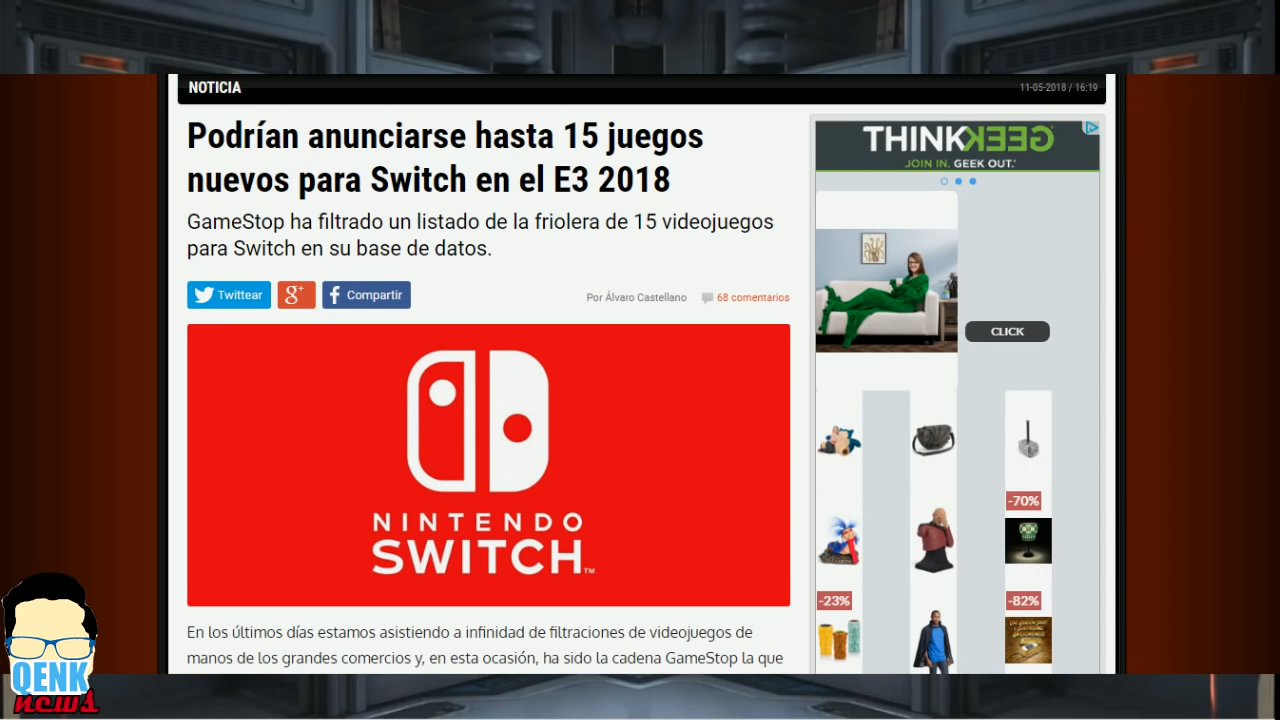 NOTICIA
11-05-2018 / 16:19
Podrían anunciarse hasta 15 juegos
nuevos para Switch en el E3 2018
GameStop ha filtrado un listado de la friolera de 15 videojuegos
para Switch en su base de datos.
Twittear
g+
Compartir
Por Álvaro Castellano
68 comentarios
NINTENDO
SWITCH™
En los últimos días estamos asistiendo a infinidad de filtraciones de videojuegos de
manos de los grandes comercios y, en esta ocasión, ha sido la cadena GameStop la que
THINKGEEK
JOIN IN. GEEK OUT.
CLICK
-70%
-23%
-82%
QENK
news